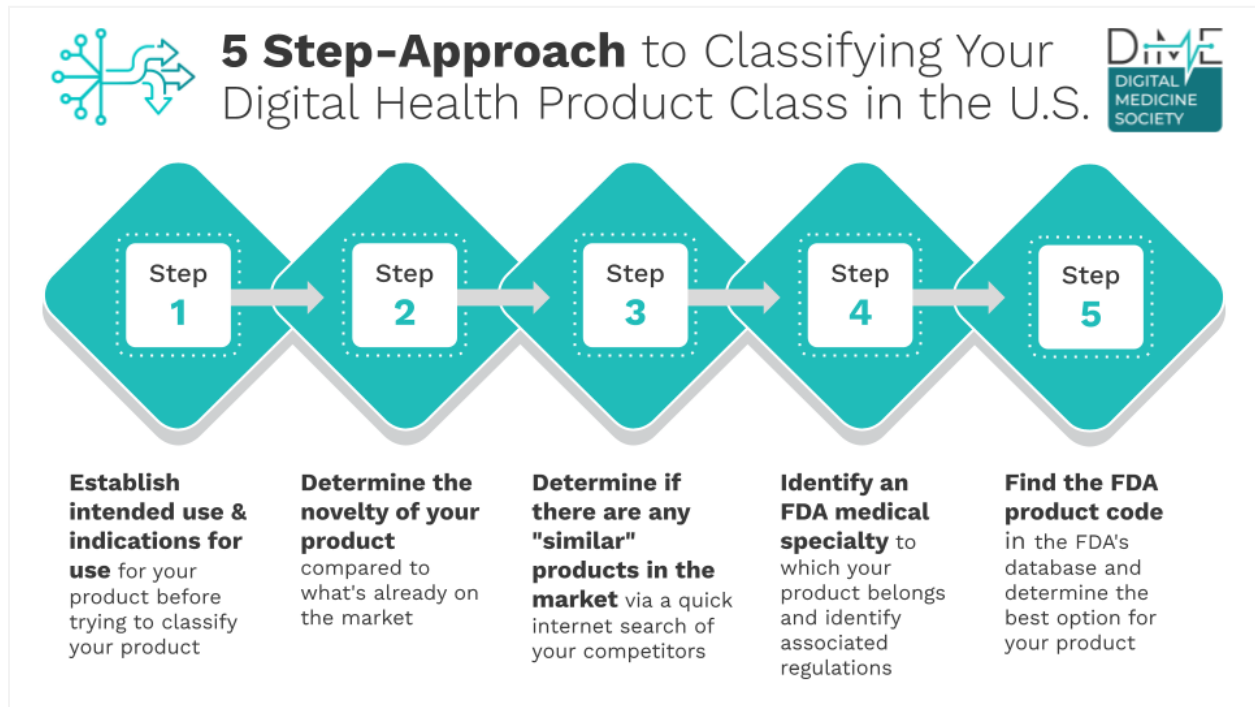 5 Step-Approach to Classifying Your
Digital Health Product Class in the U.S.
DiME
DIGITAL
MEDICINE
SOCIETY
Step
1
Step
2
Step
3
Step
4
Step
5
Establish
intended use &
indications for
use for your
product before
trying to classify
your product
Determine the
novelty of your
product
compared to
what's already on
the market
Determine if
there are any
"similar"
products in the
market via a quick
internet search of
your competitors
Identify an
FDA medical
specialty to
which your
product belongs
and identify
associated
regulations
Find the FDA
product code
in the FDA's
database and
determine the
best option for
your product